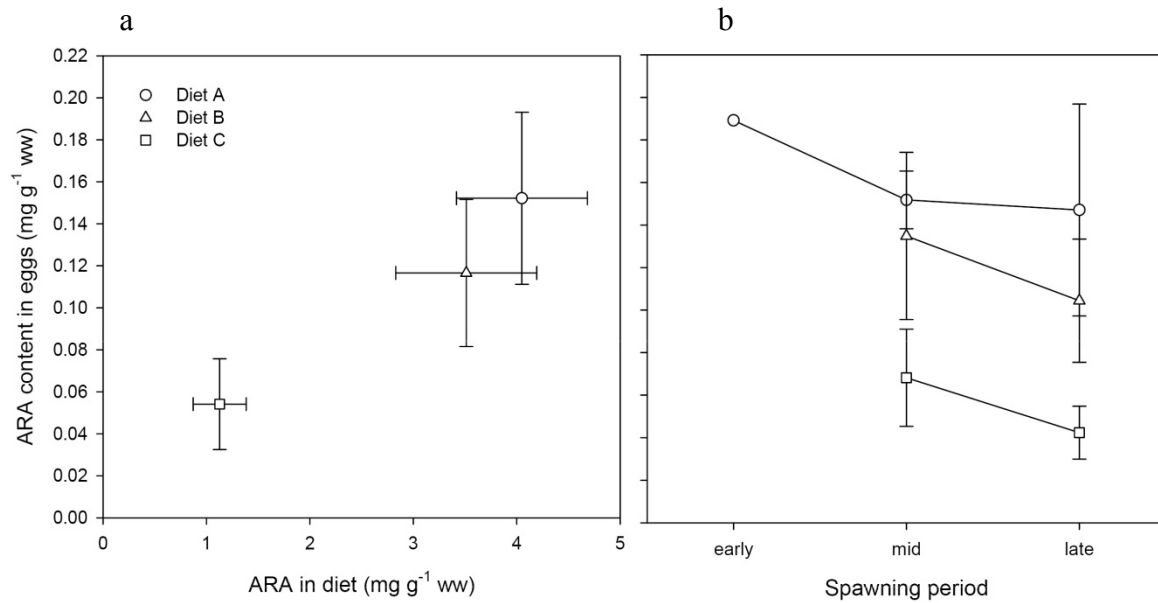 a
b
0.22
0.20
0.18
0.16
0.14
0.12
0.10
0.08
0.06
0.04
0.02
0.00
ARA content in eggs (mg g⁻¹ ww)
Diet A
Diet B
Diet C
0 1 2 3 4 5
ARA in diet (mg g⁻¹ ww)
early mid late
Spawning period